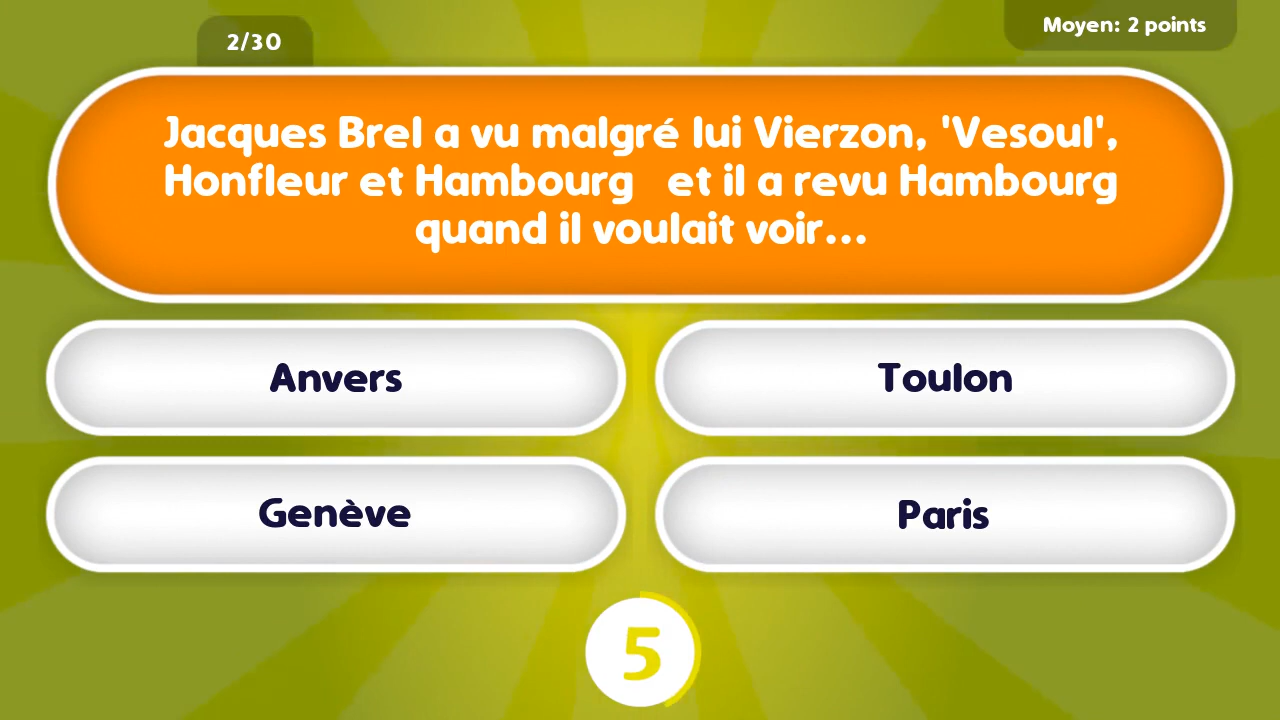 2/30
Moyen: 2 points
Jacques Brel a vu malgré lui Vierzon, 'Vesoul',
Honfleur et Hambourg   et il a revu Hambourg
quand il voulait voir...
Anvers
Toulon
Genève
Paris
5